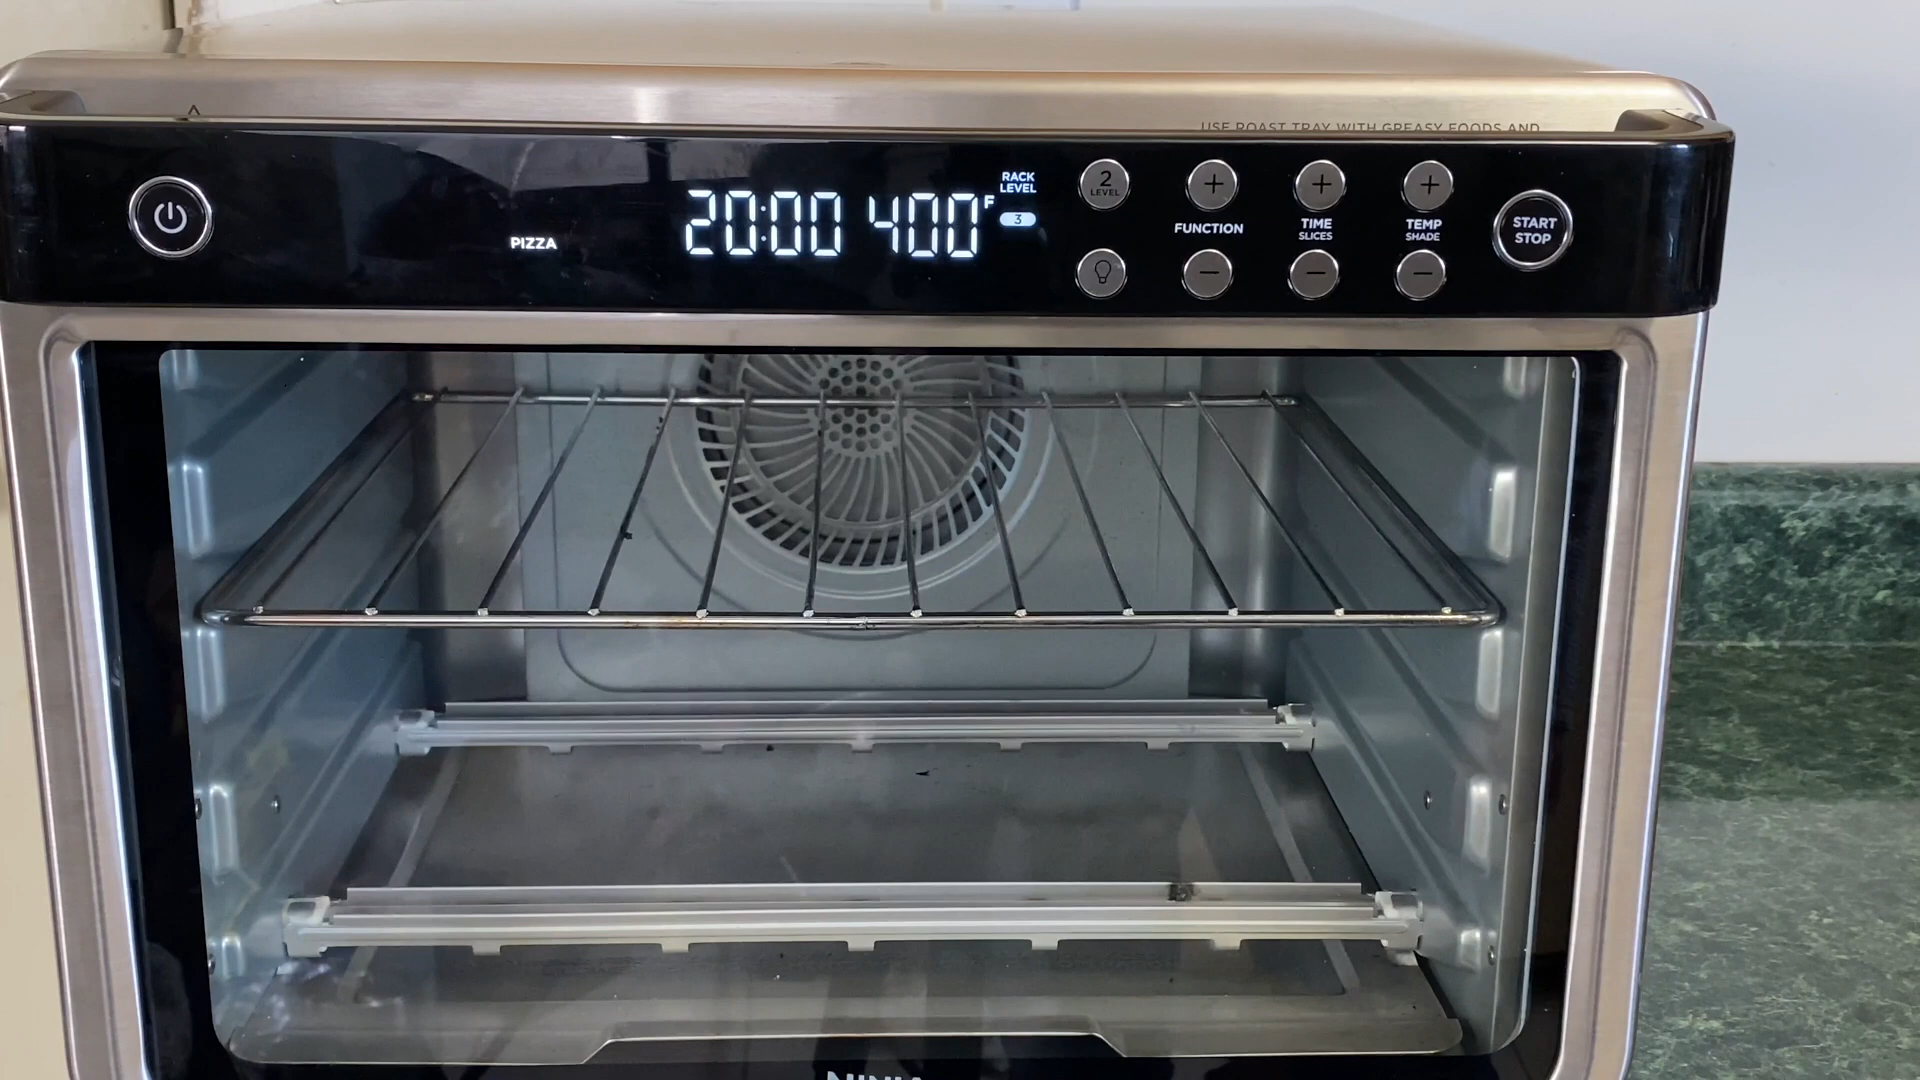 USE ROAST TRAY WITH GREASY FOODS AND
PIZZA
20:00 400 F
RACK
LEVEL
3
2
LEVEL
FUNCTION
TIME
SLICES
TEMP
SHADE
START
STOP
NINJA